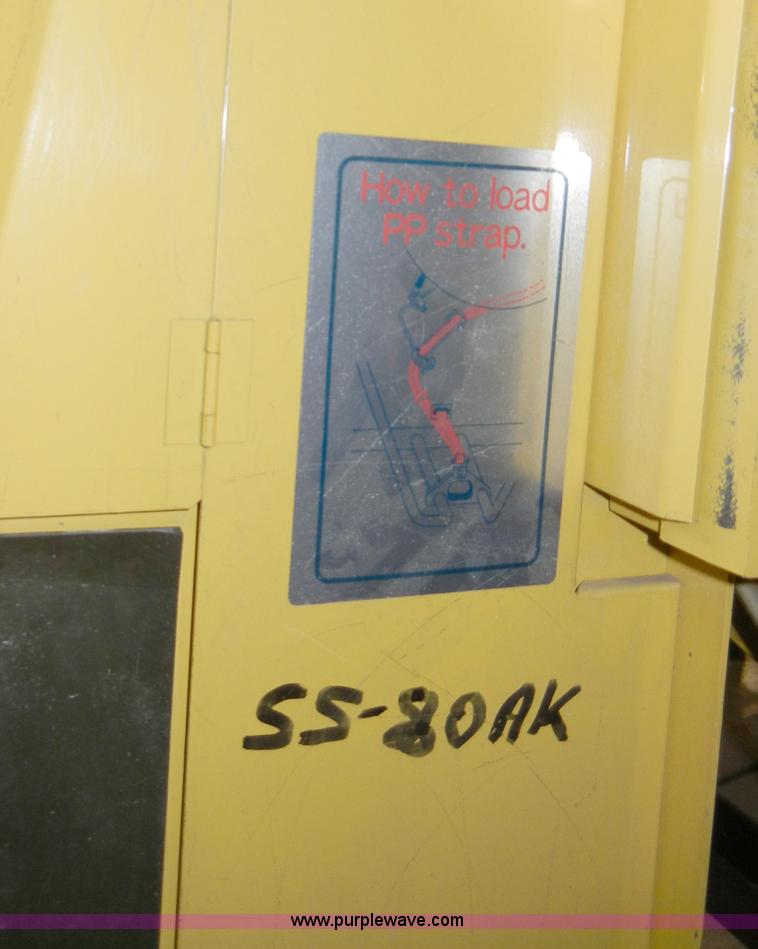 How to load
PP strap.
SS-80AK
www.purplewave.com